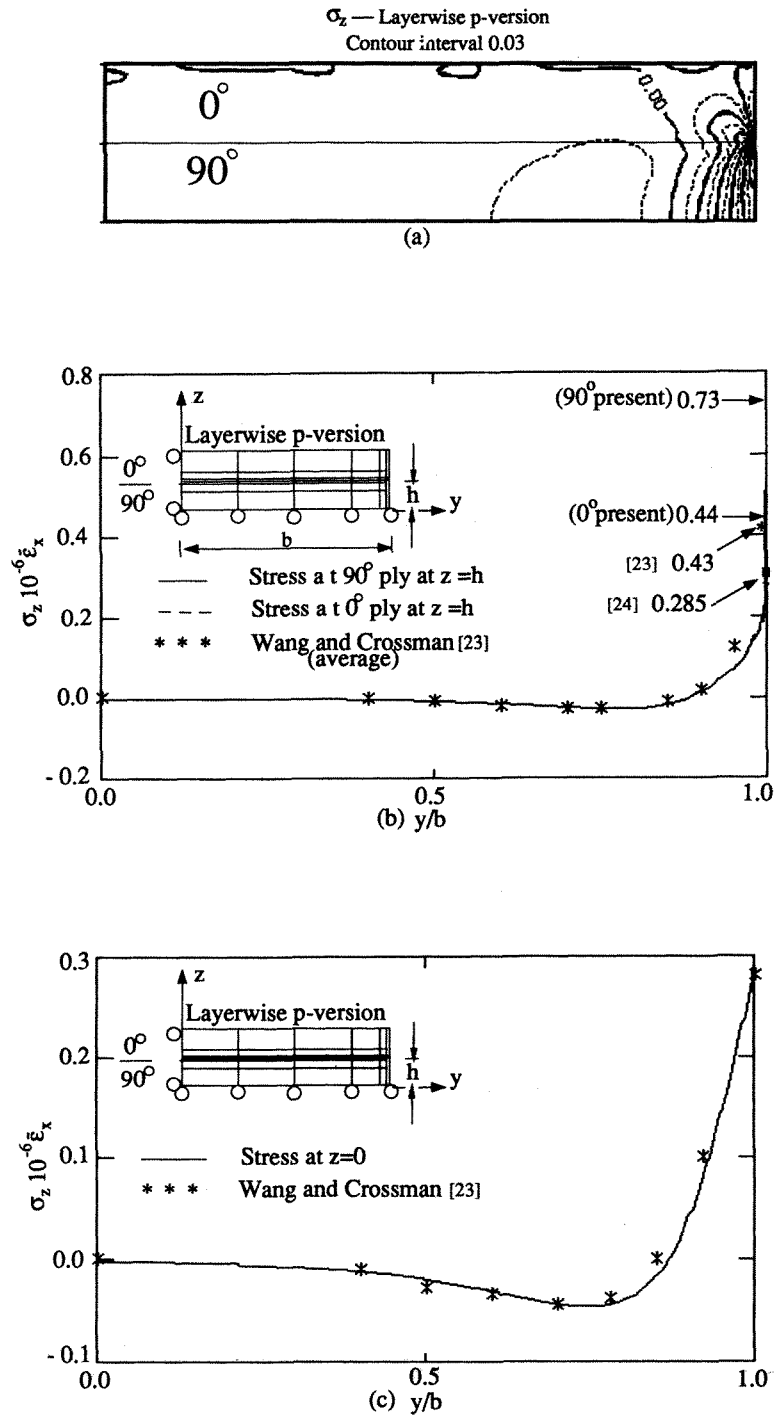 σz — Layerwise p-version
Contour interval 0.03
0°
0.00
90°
(a)
0.8
0.6
0.4
0.2
0.0
- 0.2
σz 10⁻⁶ε̄x
z
Layerwise p-version
0°
90°
h
y
b
(90°present) 0.73
(0°present) 0.44
[23] 0.43
[24] 0.285
Stress a t 90° ply at z =h
Stress a t 0° ply at z =h
* * * Wang and Crossman [23]
(average)
0.0 0.5 1.0
(b) y/b
0.3
0.2
0.1
0.0
- 0.1
σz 10⁻⁶ε̄x
z
Layerwise p-version
0°
90°
h
y
Stress at z=0
* * * Wang and Crossman [23]
0.0 0.5 1.0
(c) y/b